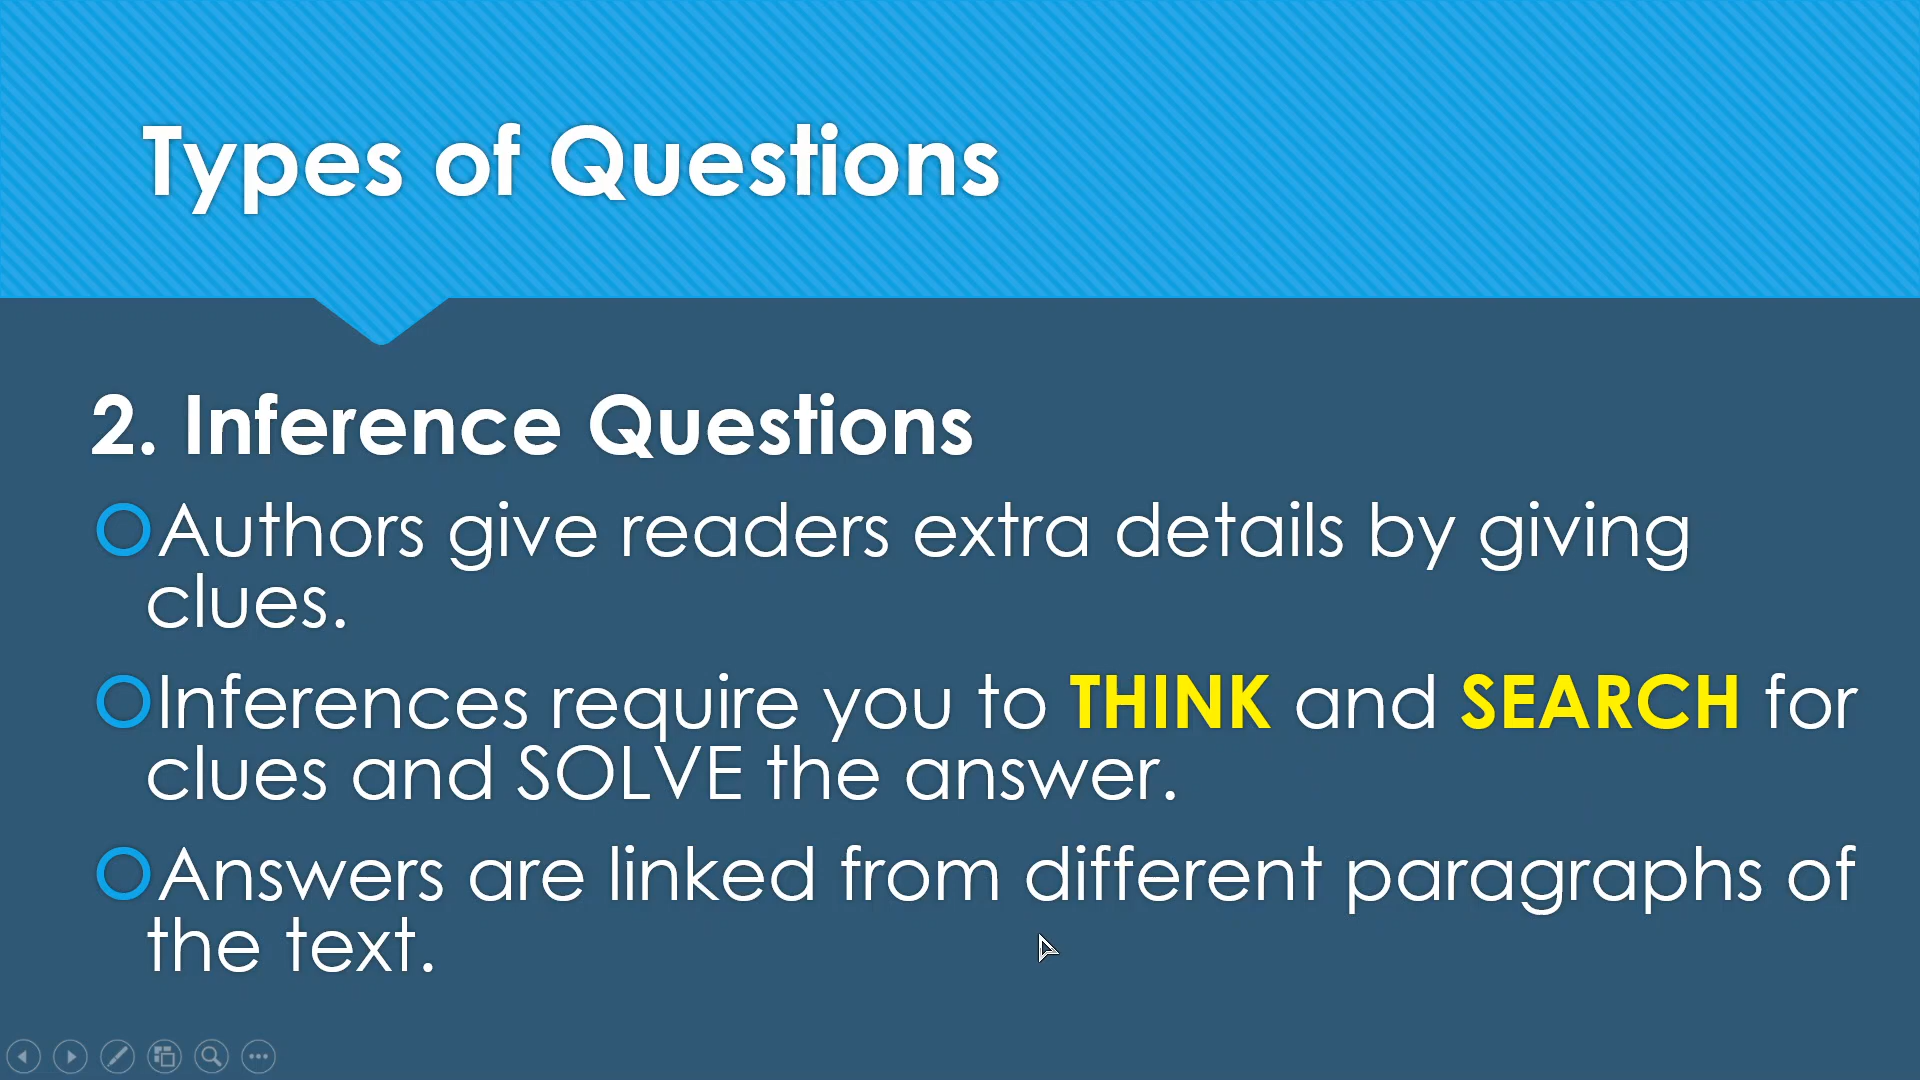 Types of Questions
2. Inference Questions
Authors give readers extra details by giving
clues.
Inferences require you to THINK and SEARCH for
clues and SOLVE the answer.
Answers are linked from different paragraphs of
the text.